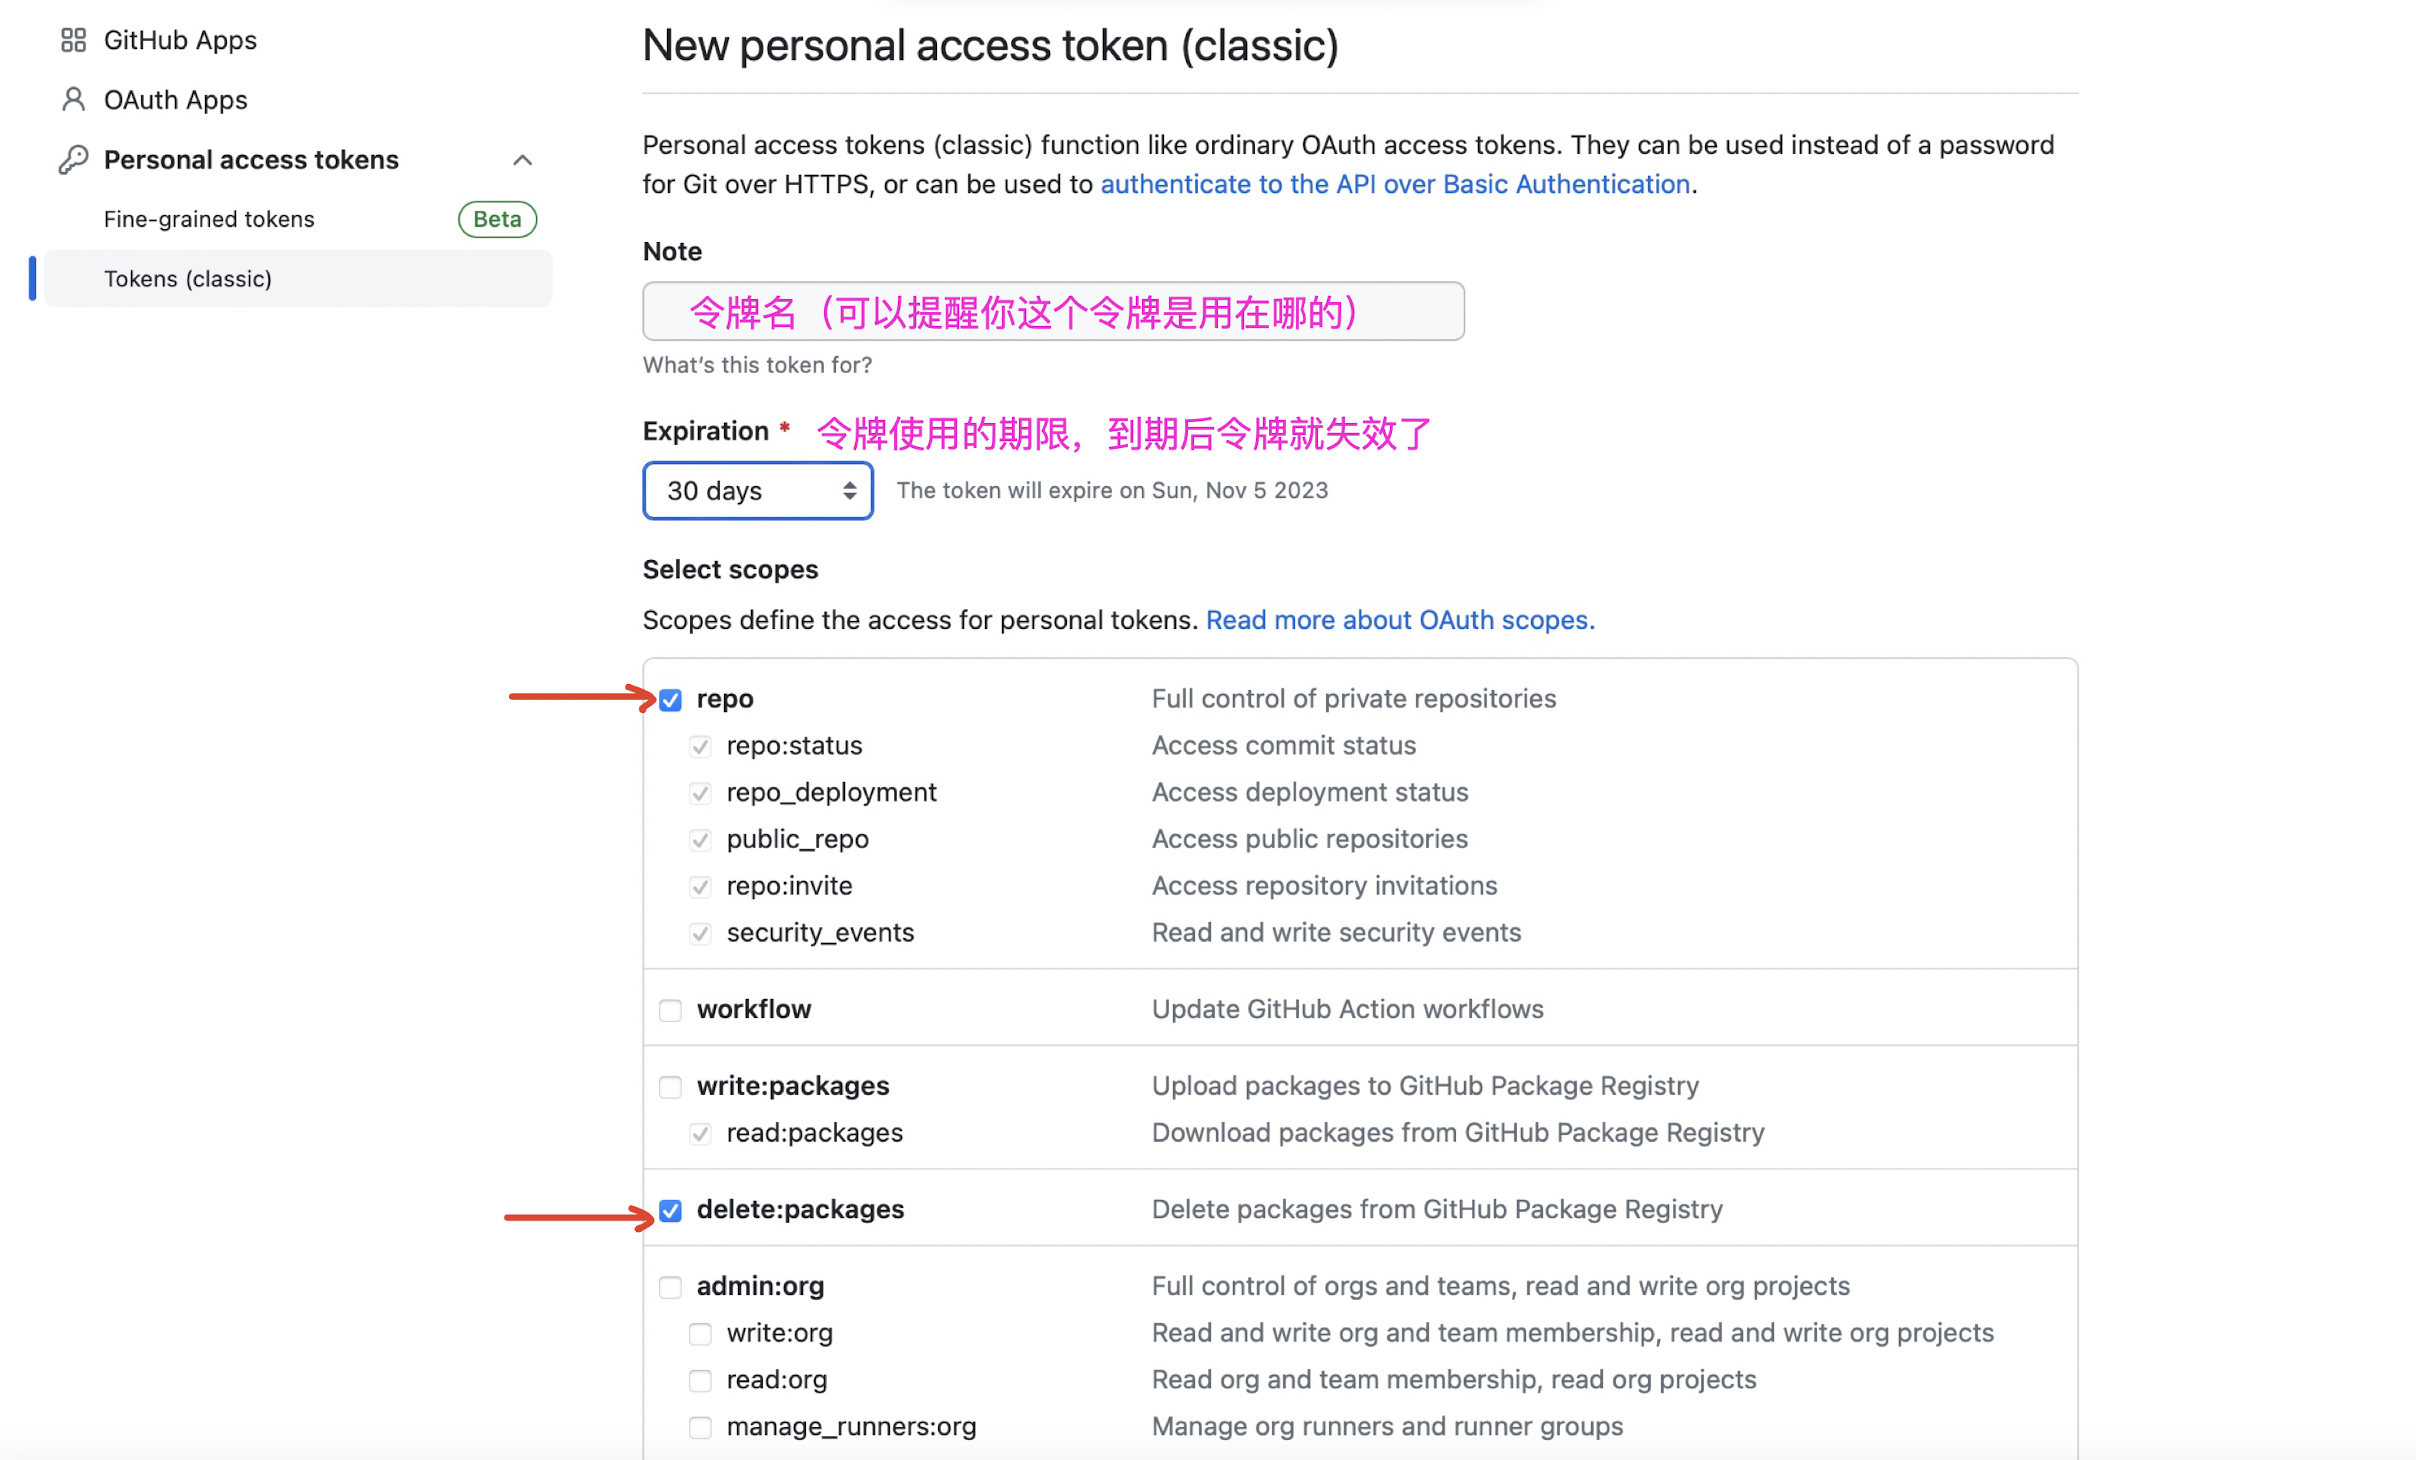 GitHub Apps
OAuth Apps
Personal access tokens
Fine-grained tokens Beta
Tokens (classic)
New personal access token (classic)
Personal access tokens (classic) function like ordinary OAuth access tokens. They can be used instead of a password
for Git over HTTPS, or can be used to authenticate to the API over Basic Authentication.
Note
令牌名（可以提醒你这个令牌是用在哪的）
What's this token for?
Expiration * 令牌使用的期限，到期后令牌就失效了
30 days The token will expire on Sun, Nov 5 2023
Select scopes
Scopes define the access for personal tokens. Read more about OAuth scopes.
repo Full control of private repositories
repo:status Access commit status
repo_deployment Access deployment status
public_repo Access public repositories
repo:invite Access repository invitations
security_events Read and write security events
workflow Update GitHub Action workflows
write:packages Upload packages to GitHub Package Registry
read:packages Download packages from GitHub Package Registry
delete:packages Delete packages from GitHub Package Registry
admin:org Full control of orgs and teams, read and write org projects
write:org Read and write org and team membership, read and write org projects
read:org Read org and team membership, read org projects
manage_runners:org Manage org runners and runner groups